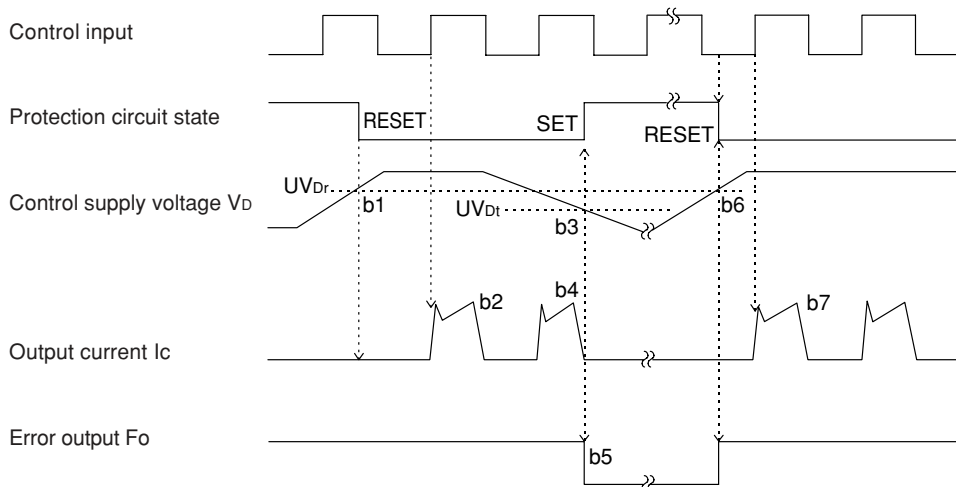 Control input
Protection circuit state
RESET
SET
RESET
Control supply voltage VD
UVDr
b1
UVDt
b3
b6
Output current Ic
b2
b4
b7
Error output Fo
b5